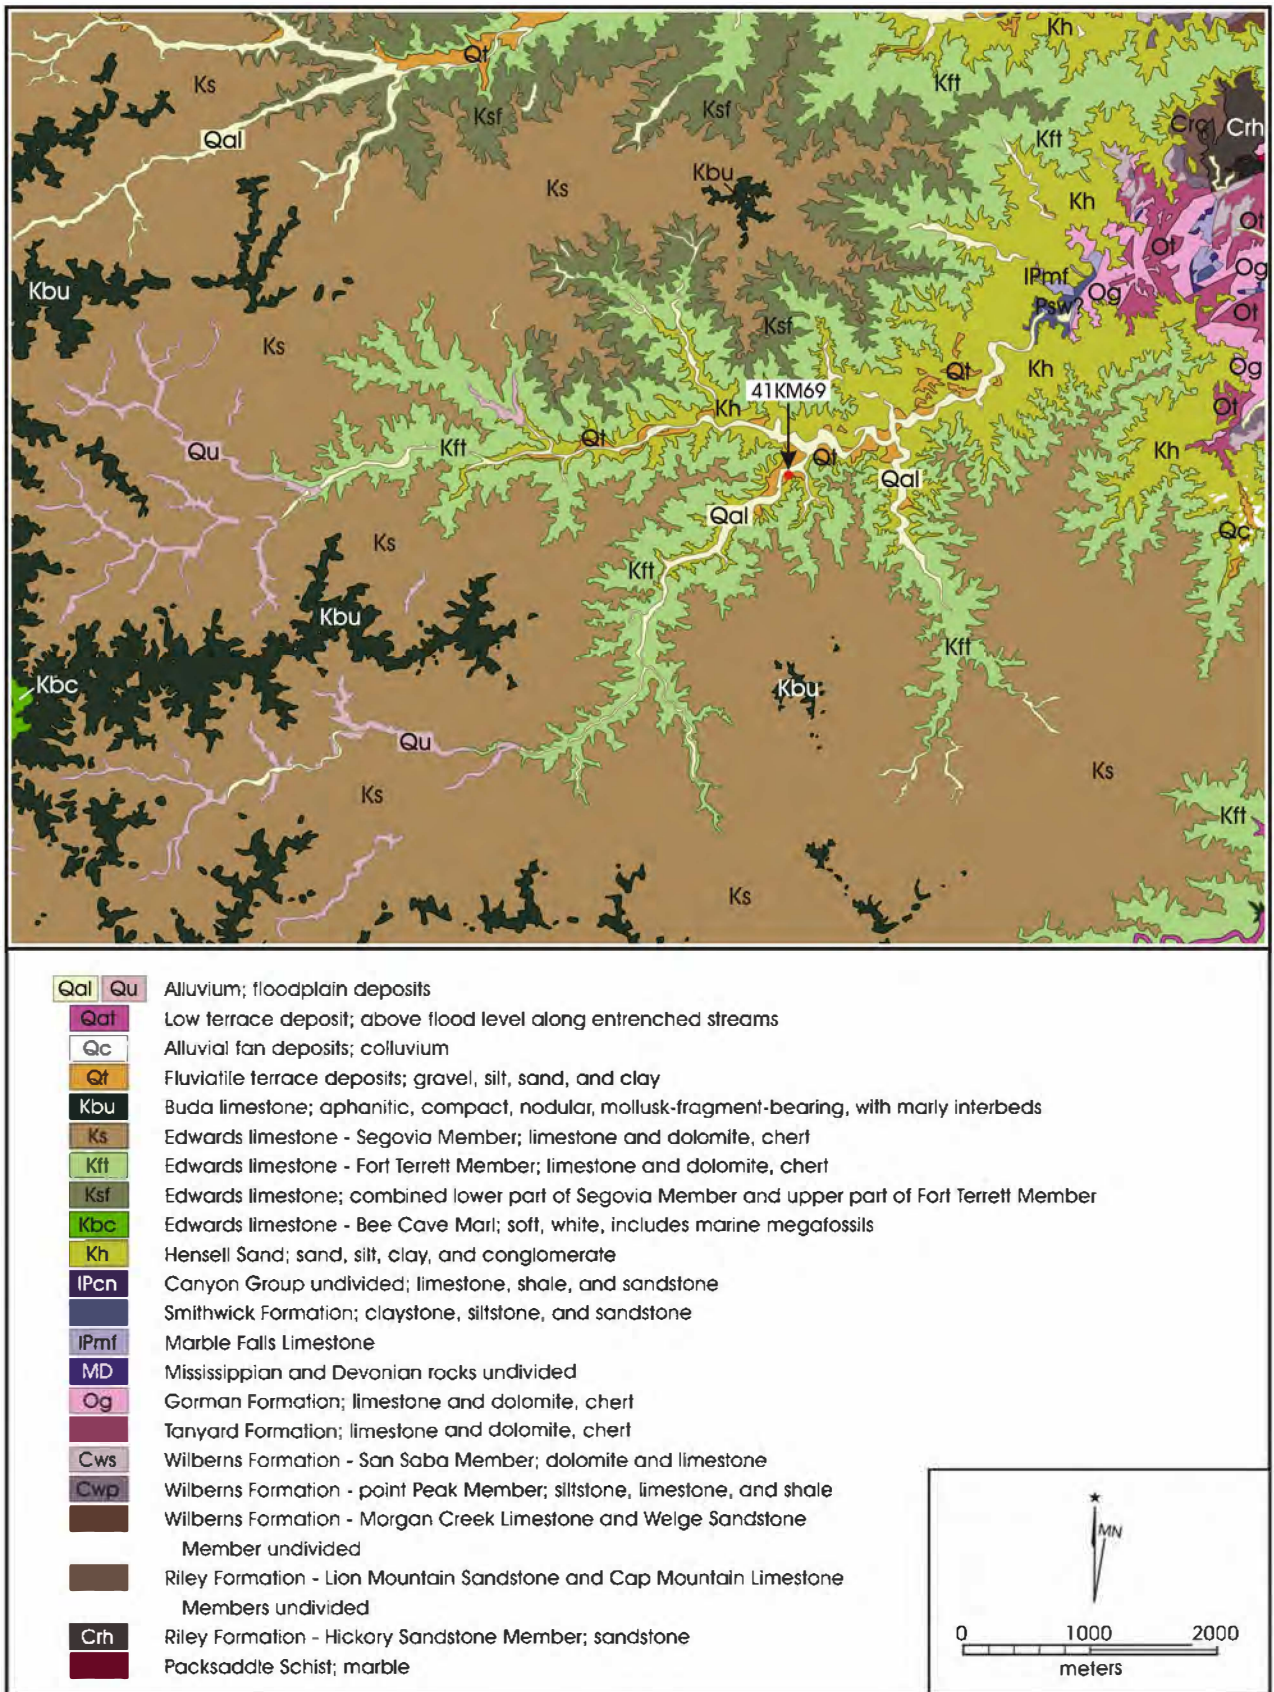 Kh
Qt
Ks
Kft
Ksf
Ksf
Crc
Crh
Qal
Kft
Kbu
Ks
Kh
Ot
Ot
IPmf
Og
Og
Kbu
Psw?
Ot
Ksf
Ks
Kh
Qt
Og
41KM69
Kh
Ot
Qt
Kft
Qu
Qt
Kh
Qal
Qal
Qc
Ks
Kft
Kbu
Kft
Kbc
Kbu
Qu
Ks
Ks
Kft
Ks
Qal Qu Alluvium; floodplain deposits
Qat Low terrace deposit; above flood level along entrenched streams
Qc Alluvial fan deposits; colluvium
Qt Fluviatile terrace deposits; gravel, silt, sand, and clay
Kbu Buda limestone; aphanitic, compact, nodular, mollusk-fragment-bearing, with marly interbeds
Ks Edwards limestone - Segovia Member; limestone and dolomite, chert
Kft Edwards limestone - Fort Terrett Member; limestone and dolomite, chert
Ksf Edwards limestone; combined lower part of Segovia Member and upper part of Fort Terrett Member
Kbc Edwards limestone - Bee Cave Marl; soft, white, includes marine megafossils
Kh Hensell Sand; sand, silt, clay, and conglomerate
IPcn Canyon Group undivided; limestone, shale, and sandstone
Smithwick Formation; claystone, siltstone, and sandstone
IPmf Marble Falls Limestone
MD Mississippian and Devonian rocks undivided
Og Gorman Formation; limestone and dolomite, chert
Tanyard Formation; limestone and dolomite, chert
Cws Wilberns Formation - San Saba Member; dolomite and limestone
Cwp Wilberns Formation - point Peak Member; siltstone, limestone, and shale
Wilberns Formation - Morgan Creek Limestone and Welge Sandstone
Member undivided
Riley Formation - Lion Mountain Sandstone and Cap Mountain Limestone
Members undivided
Crh Riley Formation - Hickory Sandstone Member; sandstone
Packsaddle Schist; marble
MN
0 1000 2000
meters